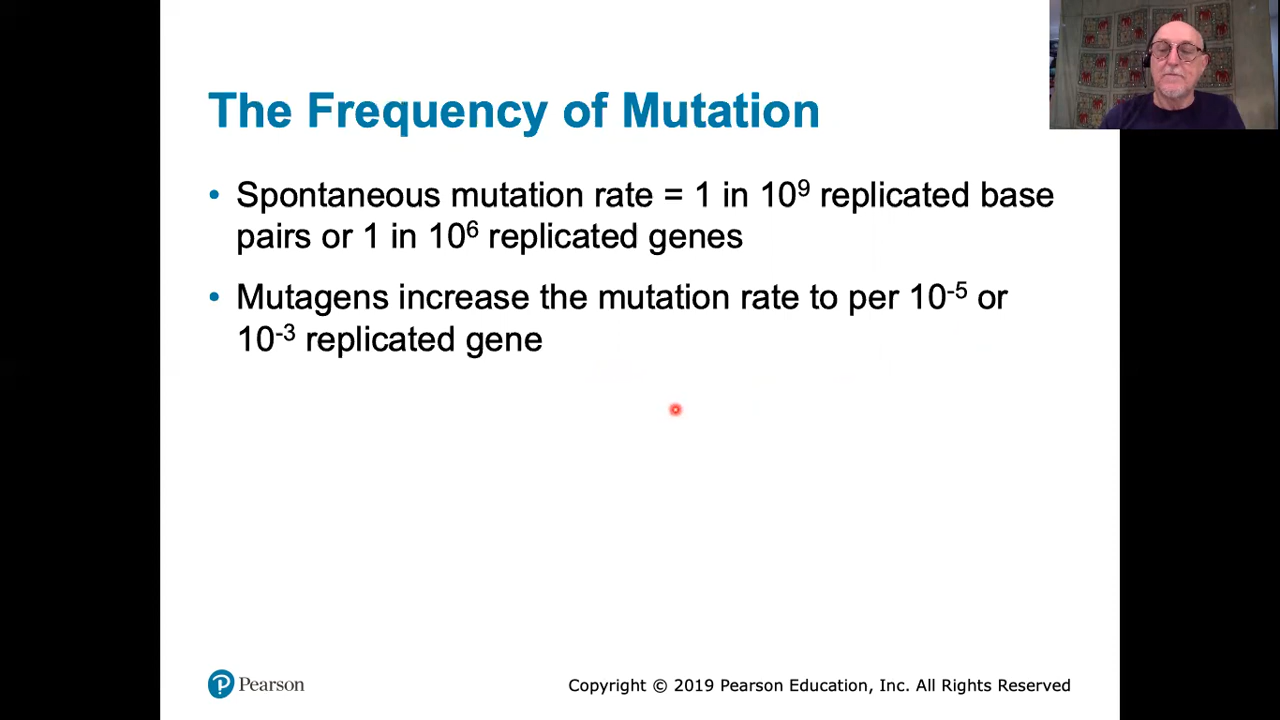 The Frequency of Mutation
• Spontaneous mutation rate = 1 in 10⁹ replicated base
pairs or 1 in 10⁶ replicated genes
• Mutagens increase the mutation rate to per 10⁻⁵ or
10⁻³ replicated gene
Pearson
Copyright © 2019 Pearson Education, Inc. All Rights Reserved